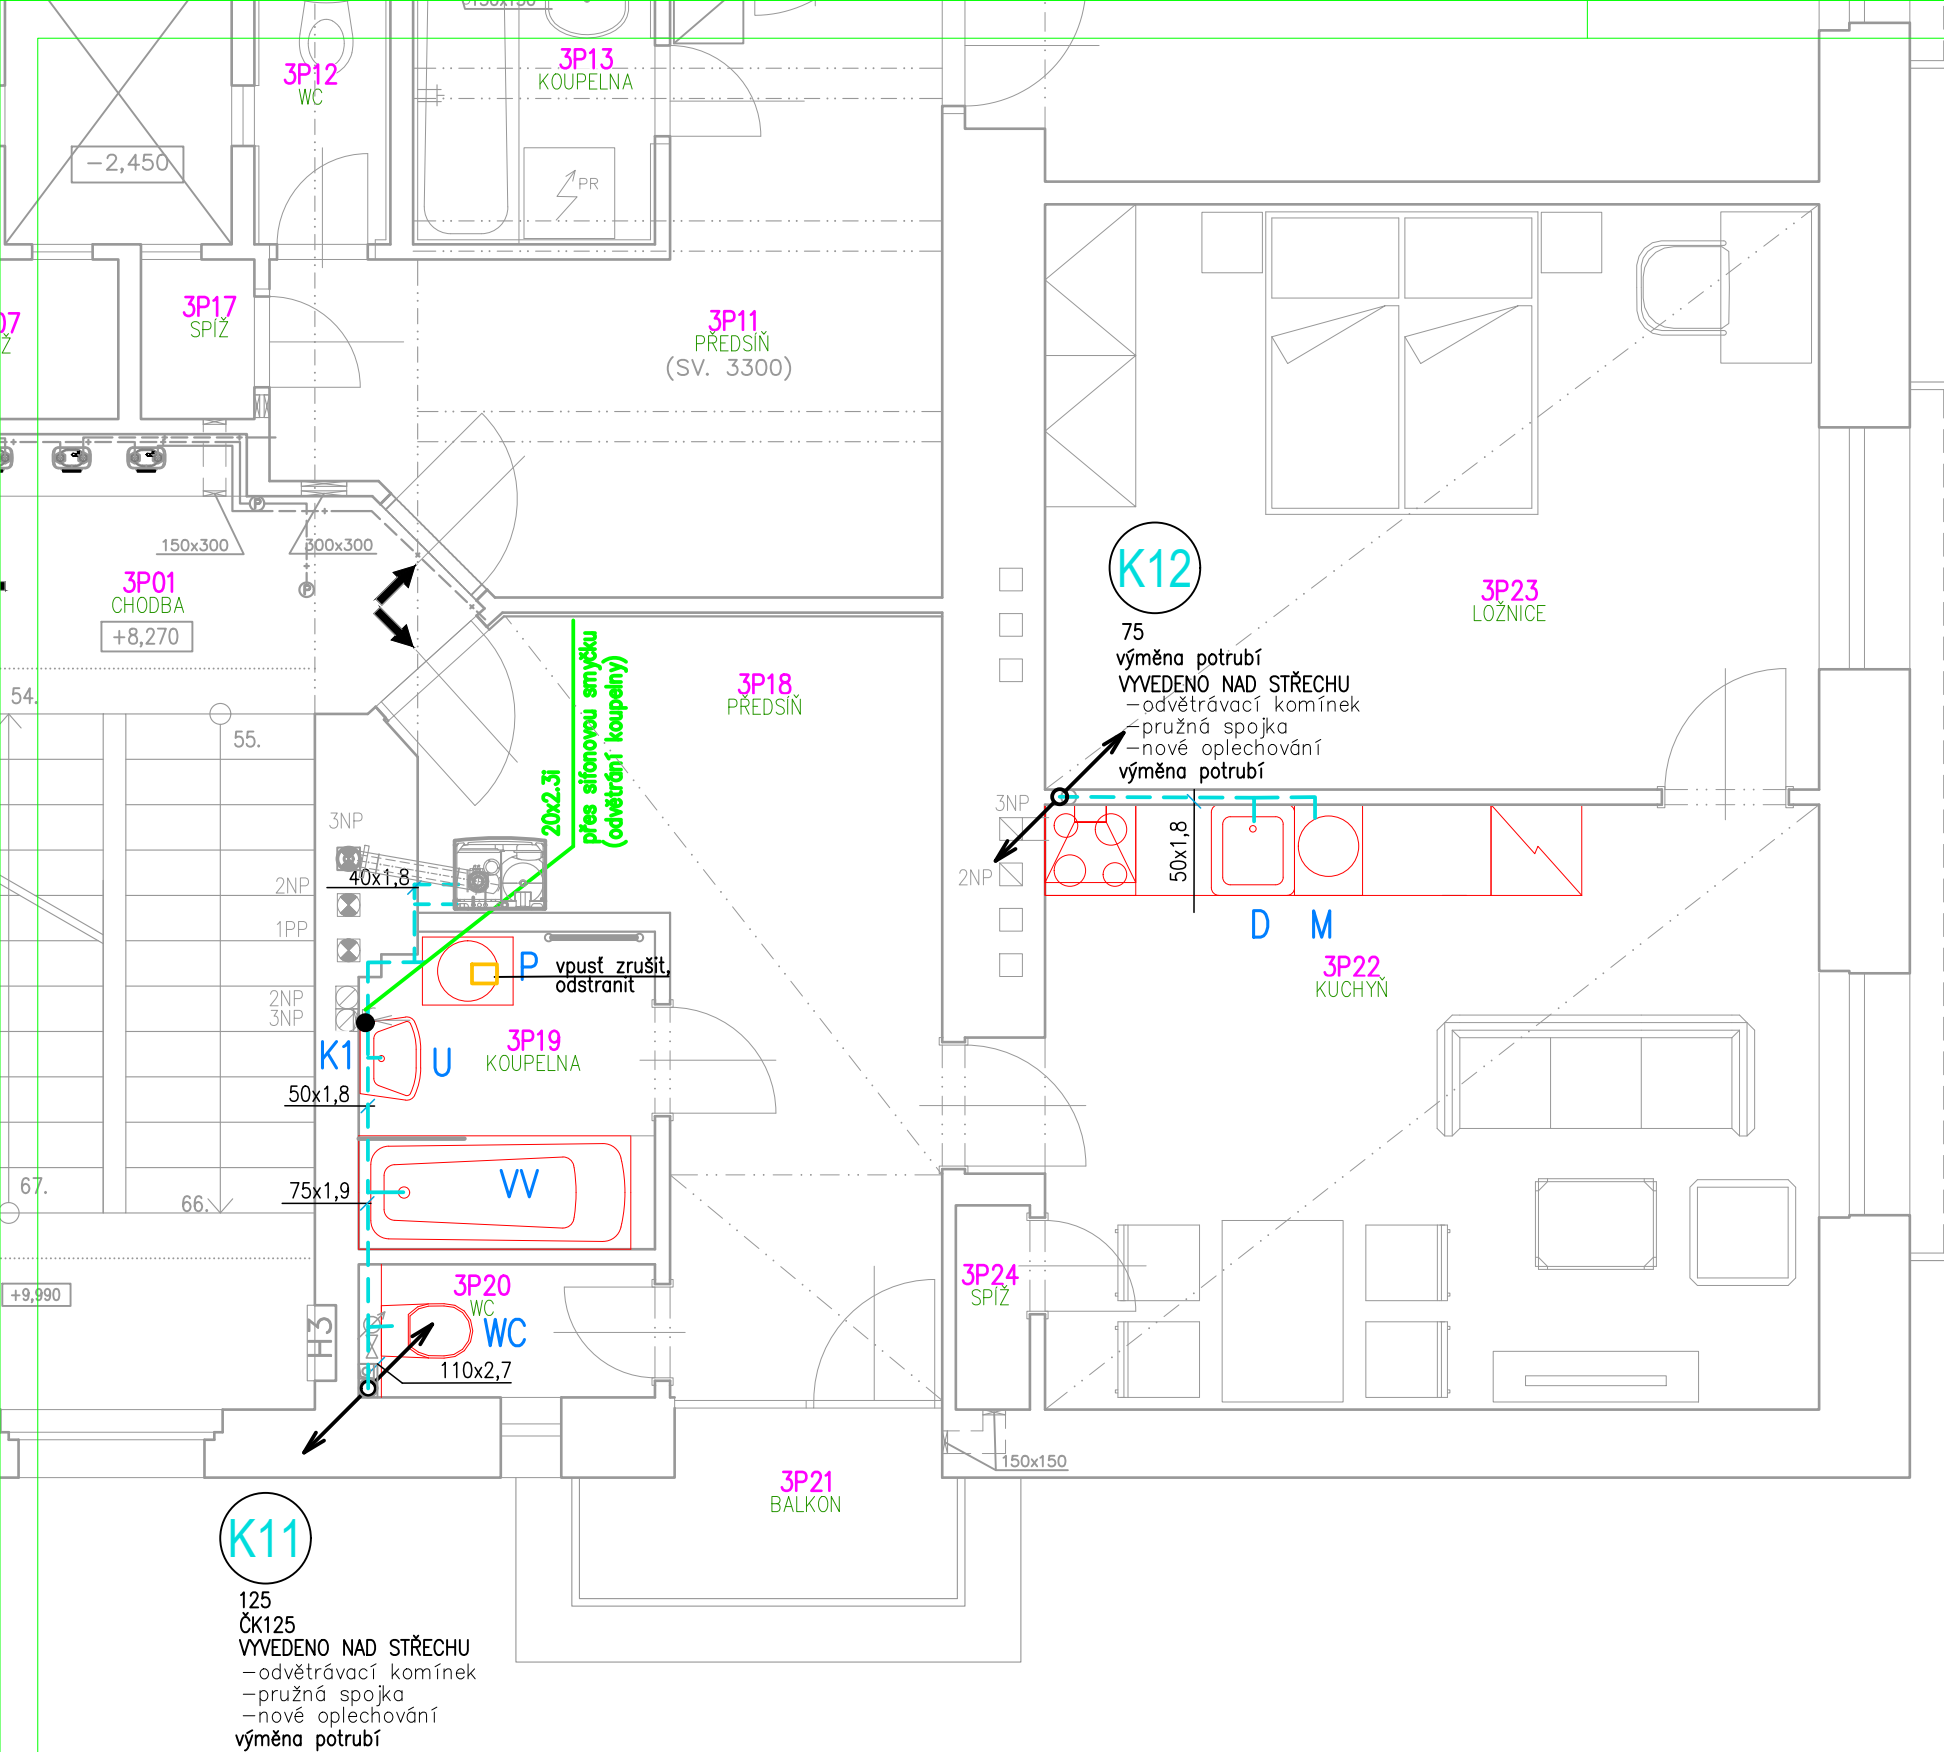 3P12
WC
3P13
KOUPELNA
-2,450
PR
3P17
SPÍŽ
07
Ž
3P11
PŘEDSÍŇ
(SV. 3300)
150x300
300x300
P
P
3P01
CHODBA
+8,270
54.
55.
67.
66.
+9,990
K12
75
výměna potrubí
VYVEDENO NAD STŘECHU
-odvětrávací komínek
-pružná spojka
-nové oplechování
výměna potrubí
3P23
LOŽNICE
3P18
PŘEDSÍŇ
20x2.3i
přes sifonovou smyčku
(odvětrání koupelny)
3NP
2NP
1PP
2NP
3NP
40x1,8
3NP
2NP
50x1,8
D
M
3P22
KUCHYŇ
P
vpusť zrušit,
odstranit
3P19
KOUPELNA
K1
U
50x1,8
VV
75x1,9
3P20
WC
WC
110x2,7
H3
3P24
SPÍŽ
150x150
3P21
BALKON
K11
125
ČK125
VYVEDENO NAD STŘECHU
-odvětrávací komínek
-pružná spojka
-nové oplechování
výměna potrubí